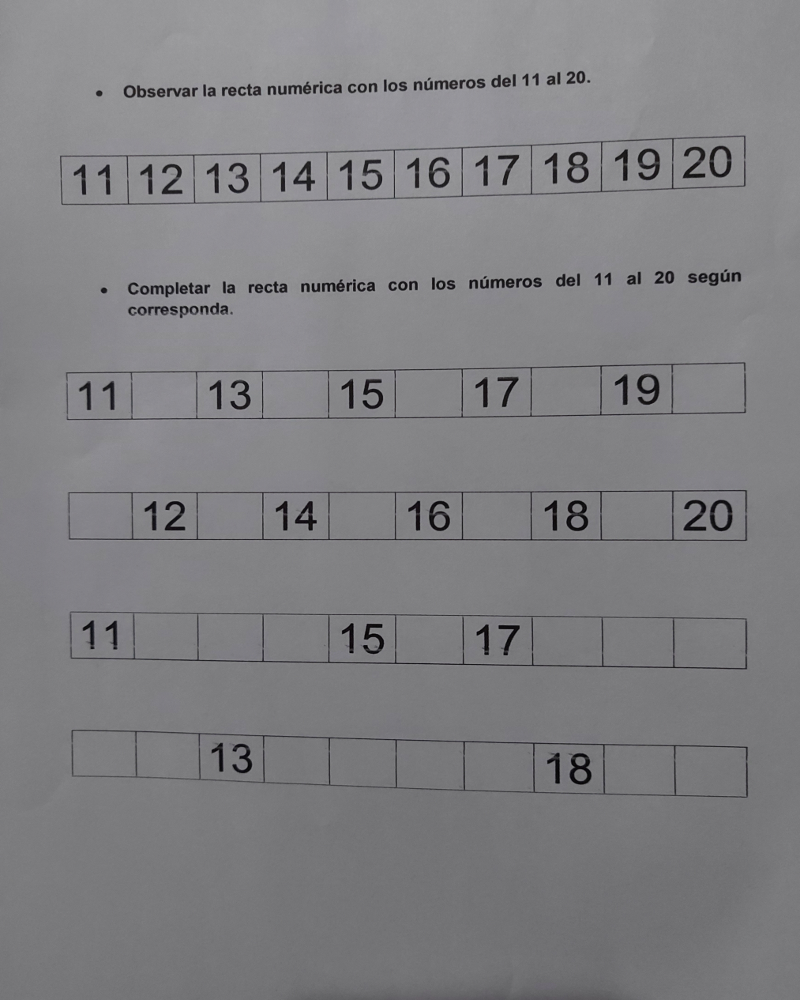 • Observar la recta numérica con los números del 11 al 20.
11 12 13 14 15 16 17 18 19 20
• Completar la recta numérica con los números del 11 al 20 según
corresponda.
11 13 15 17 19
12 14 16 18 20
11 15 17
13 18